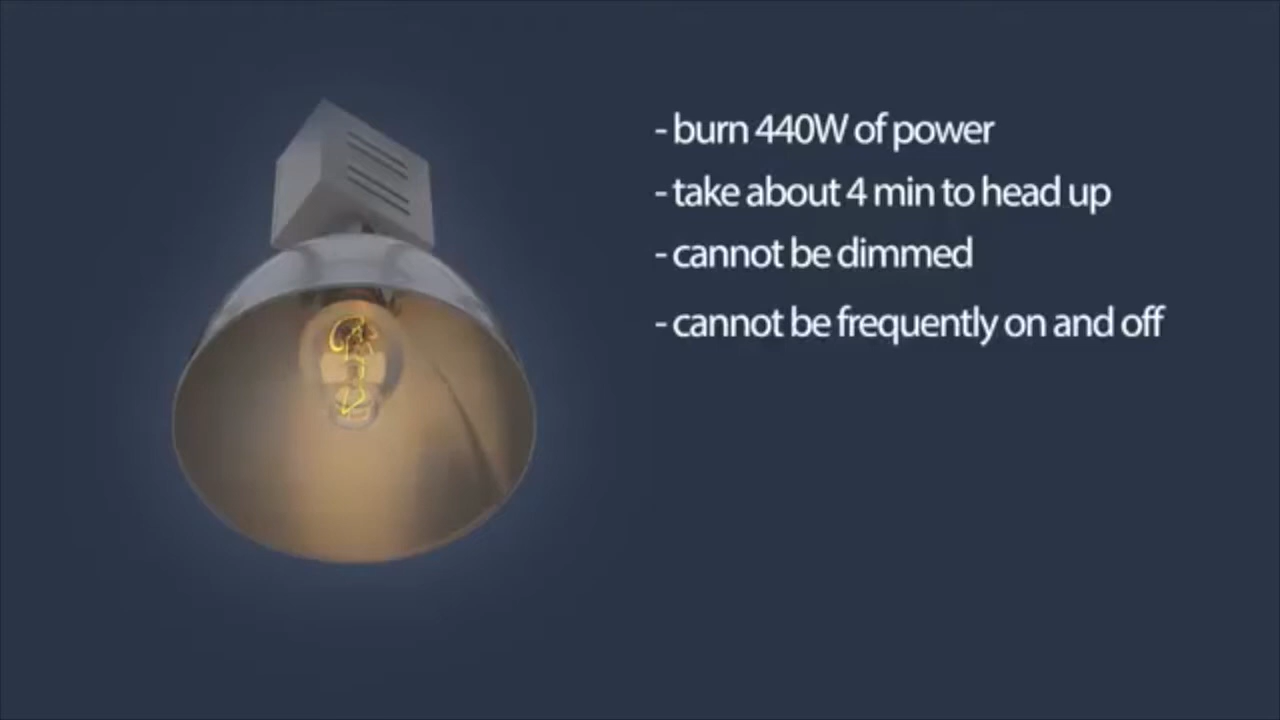 - burn 440W of power
- take about 4 min to head up
- cannot be dimmed
- cannot be frequently on and off